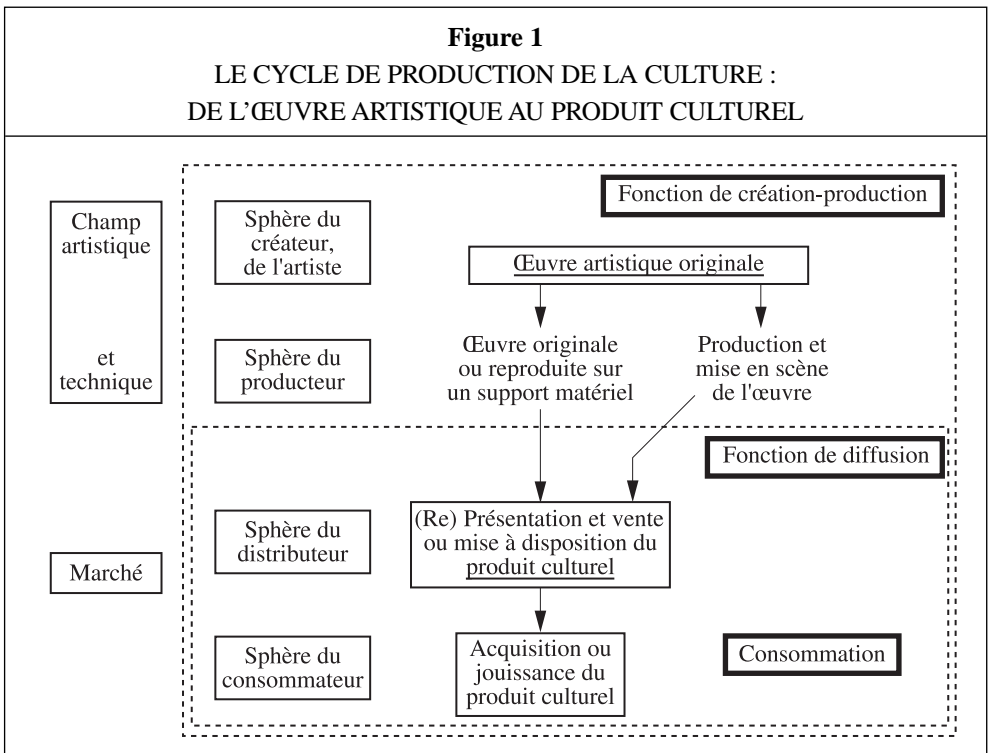 Figure 1
LE CYCLE DE PRODUCTION DE LA CULTURE :
DE L'ŒUVRE ARTISTIQUE AU PRODUIT CULTUREL
Fonction de création-production
Champ
artistique
et
technique
Sphère du
créateur,
de l'artiste
Œuvre artistique originale
Sphère du
producteur
Œuvre originale
ou reproduite sur
un support matériel
Production et
mise en scène
de l'œuvre
Fonction de diffusion
Marché
Sphère du
distributeur
(Re) Présentation et vente
ou mise à disposition du
produit culturel
Sphère du
consommateur
Acquisition ou
jouissance du
produit culturel
Consommation